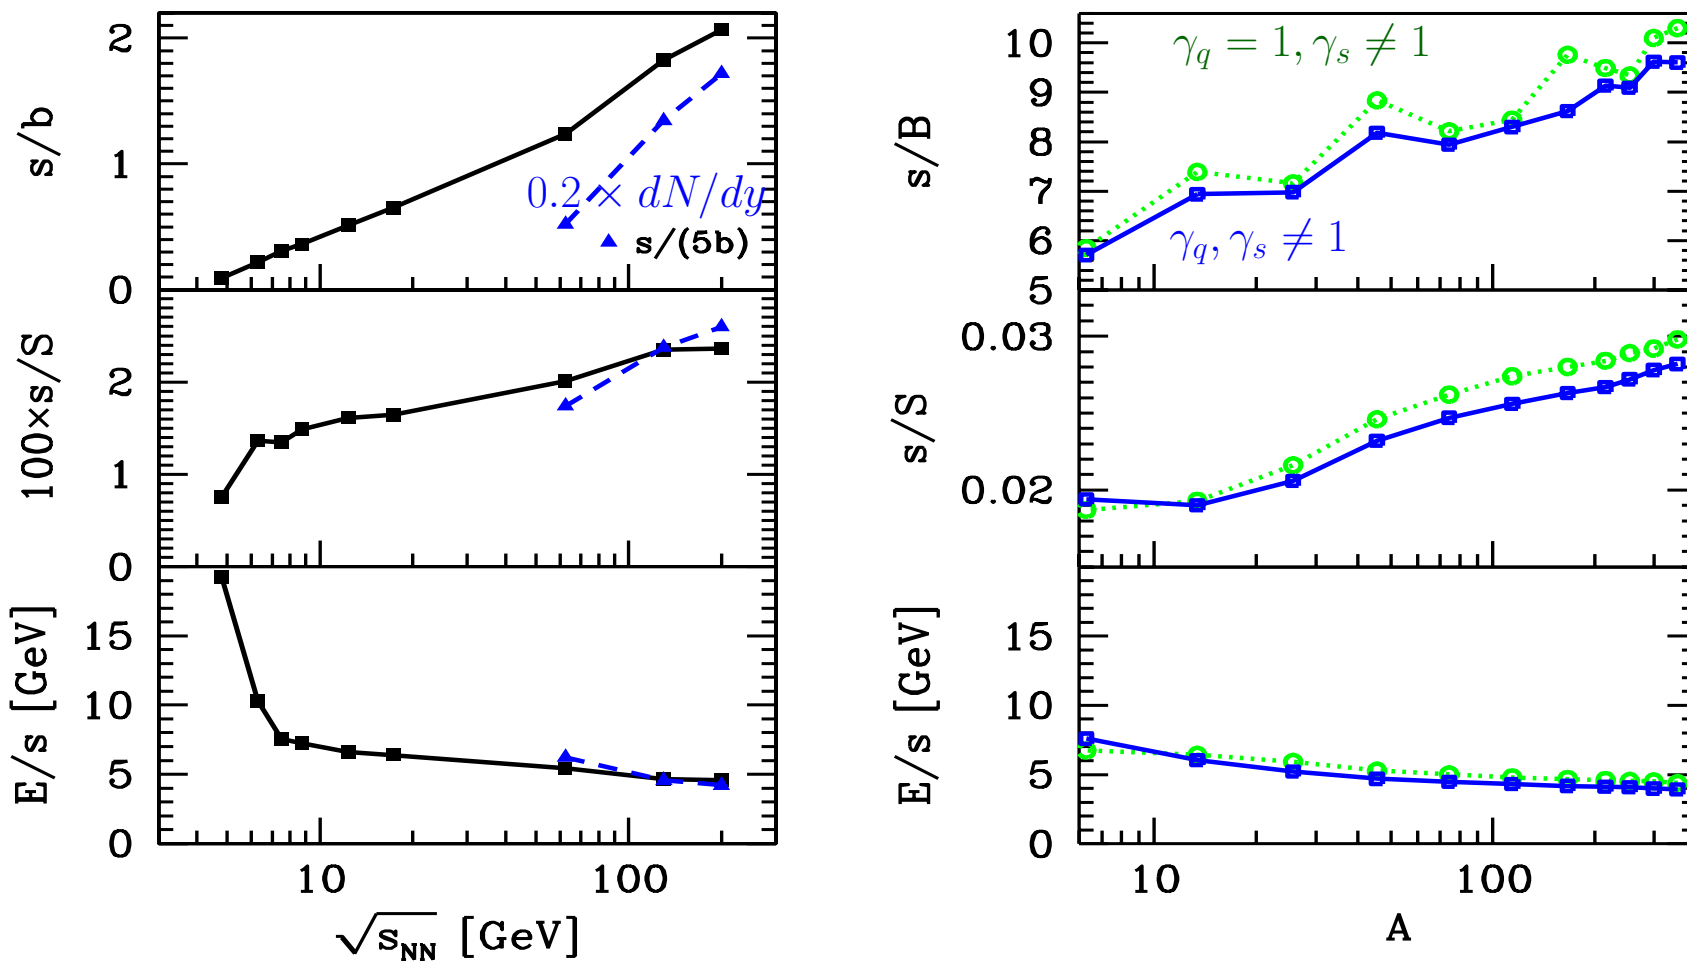 s/b
2
1
0
0.2 × dN/dy
s/(5b)
100×s/S
2
1
0
E/s [GeV]
15
10
5
0
10
100
√s_NN [GeV]
s/B
10
9
8
7
6
5
γ_q = 1, γ_s ≠ 1
γ_q, γ_s ≠ 1
s/S
0.03
0.02
E/s [GeV]
15
10
5
0
10
100
A